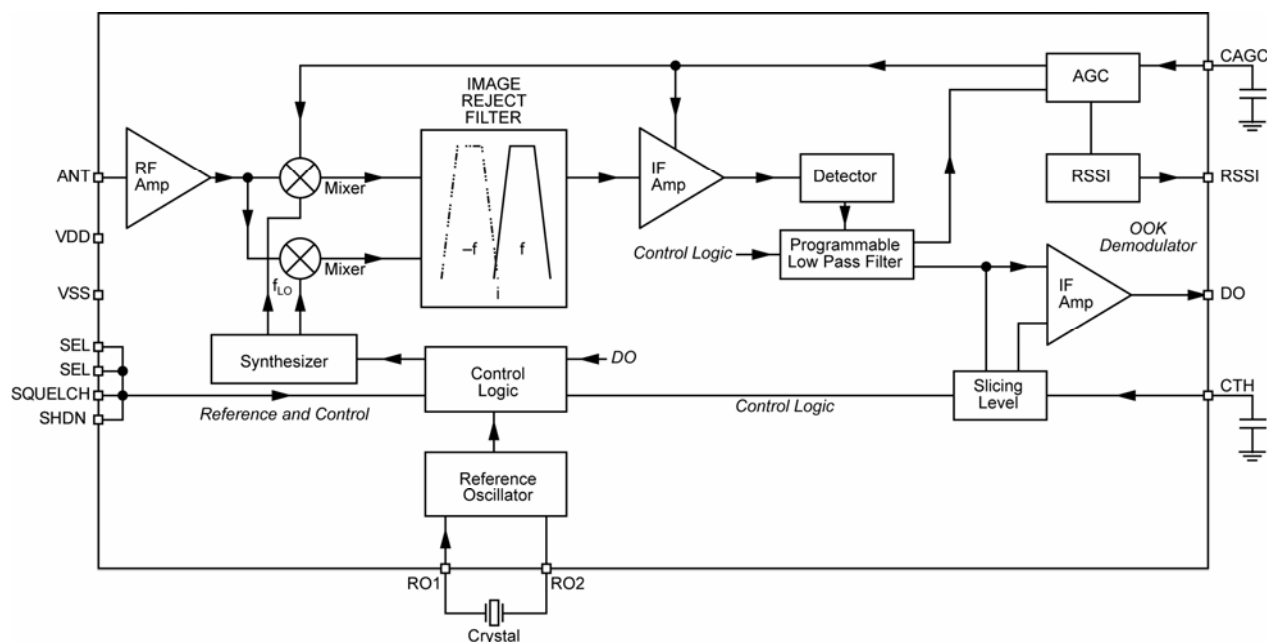 IMAGE
REJECT
FILTER
AGC
CAGC
RF
Amp
ANT
Mixer
IF
Amp
Detector
RSSI
RSSI
OOK
Demodulator
VDD
–f
f
i
Mixer
Control Logic
Programmable
Low Pass Filter
VSS
fLO
IF
Amp
DO
SEL
SEL
SQUELCH
SHDN
Synthesizer
DO
Control
Logic
Reference and Control
Control Logic
Slicing
Level
CTH
Reference
Oscillator
RO1
RO2
Crystal